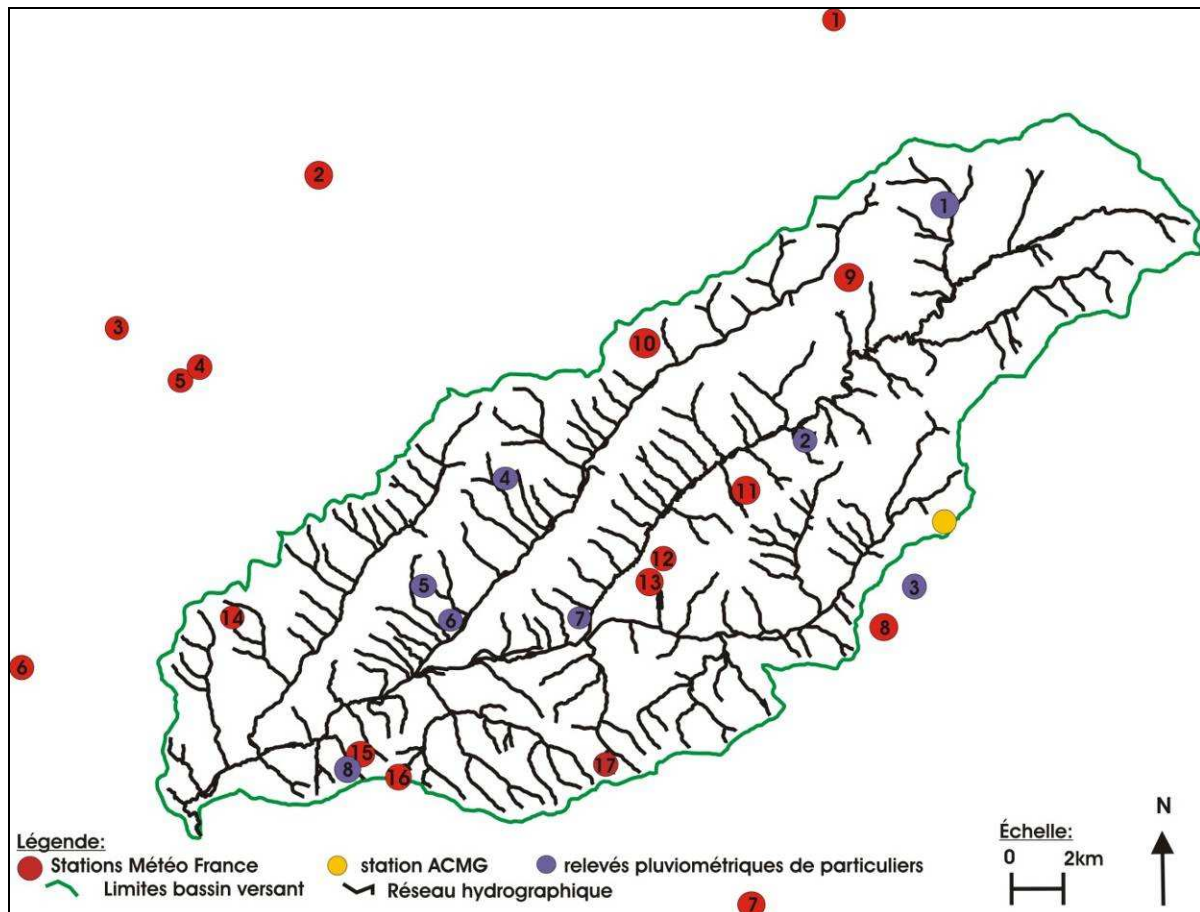 1
2
1
9
3
10
4
5
2
4
11
12
5
13
3
14
6
7
8
6
15
8
16
17
N
Légende:
Échelle:
Stations Météo France
station ACMG
relevés pluviométriques de particuliers
0 2km
Limites bassin versant
Réseau hydrographique
7